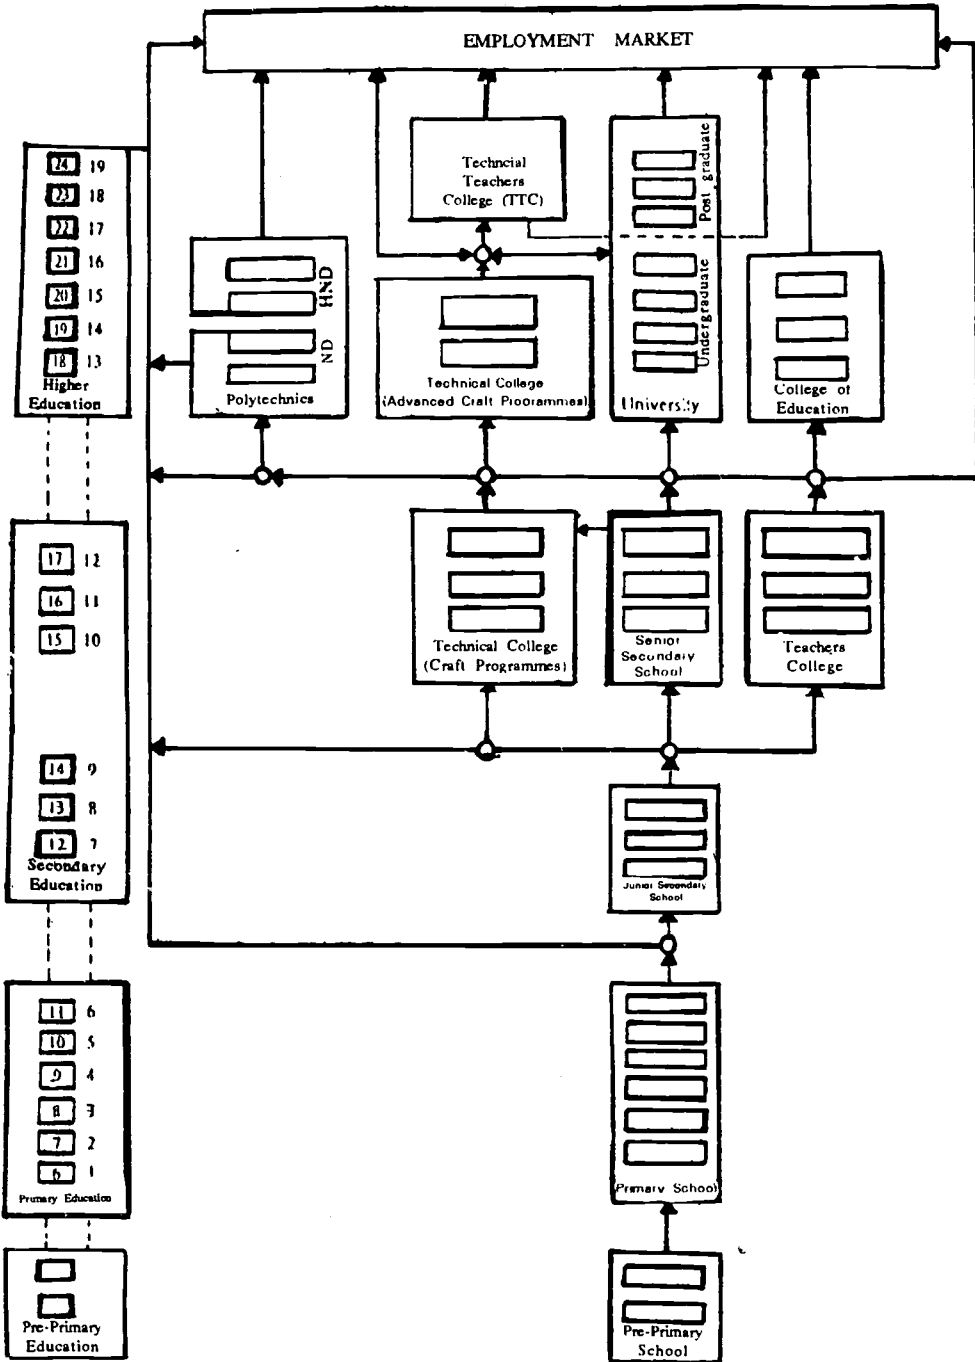 EMPLOYMENT MARKET
24 19
23 18
22 17
21 16
20 15
19 14
18 13
Higher
Education
Techncial
Teachers
College (TTC)
Post graduate
Undergraduate
University
HND
ND
Polytechnics
Technical College
(Advanced Craft Programmes)
College of
Education
17 12
16 11
15 10
14 9
13 8
12 7
Secondary
Education
Technical College
(Craft Programmes)
Senior
Secondary
School
Teachers
College
Junior Secondary
School
11 6
10 5
9 4
8 3
7 2
6 1
Primary Education
Primary School
Pre-Primary
Education
Pre-Primary
School